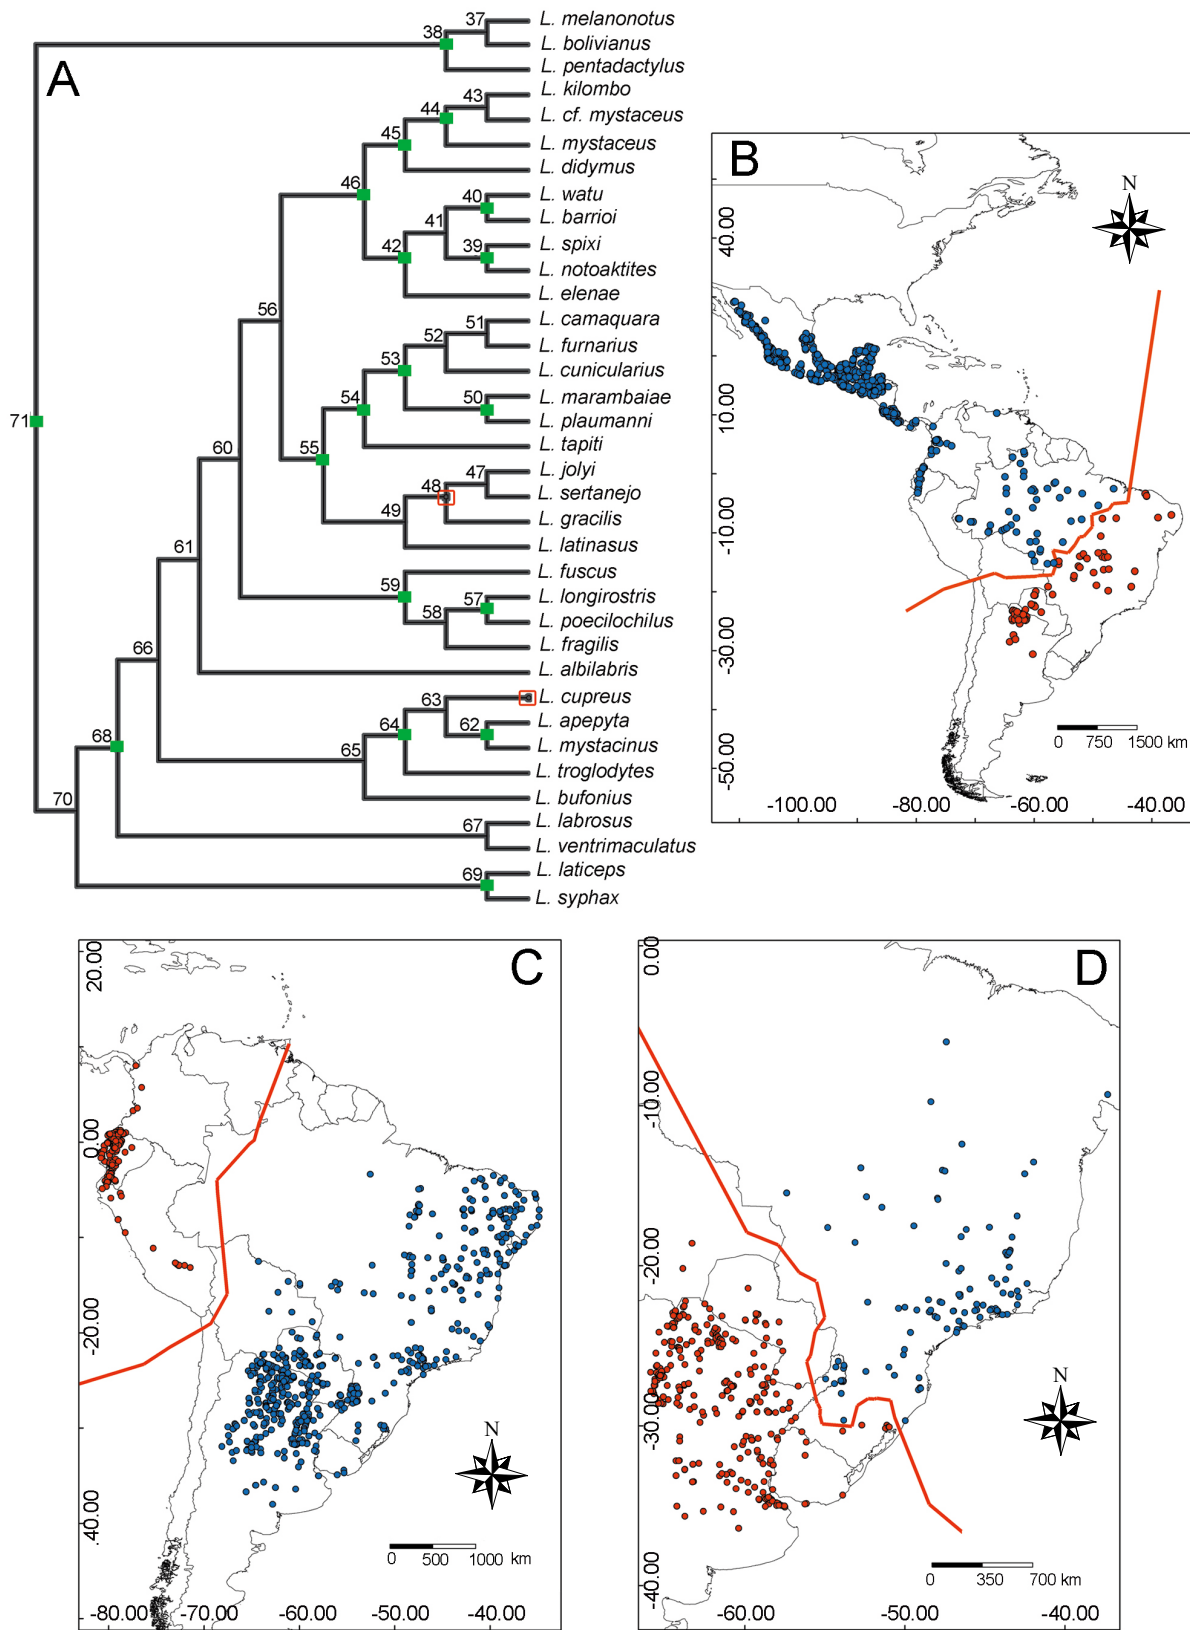 A
L. melanonotus
L. bolivianus
L. pentadactylus
L. kilombo
L. cf. mystaceus
L. mystaceus
L. didymus
L. watu
L. barrioi
L. spixi
L. notoaktites
L. elenae
L. camaquara
L. furnarius
L. cunicularius
L. marambaiae
L. plaumanni
L. tapiti
L. jolyi
L. sertanejo
L. gracilis
L. latinasus
L. fuscus
L. longirostris
L. poecilochilus
L. fragilis
L. albilabris
L. cupreus
L. apepyta
L. mystacinus
L. troglodytes
L. bufonius
L. labrosus
L. ventrimaculatus
L. laticeps
L. syphax
37
38
43
44
45
46
40
41
42
39
56
51
52
53
50
54
55
60
47
48
49
61
59
57
58
66
63
64
62
65
68
67
70
69
71
B
N
40.00
10.00
-10.00
-30.00
-50.00
0 750 1500 km
-100.00 -80.00 -60.00 -40.00
C
20.00
0.00
-20.00
.40.00
N
0 500 1000 km
-80.00 -70.00 -60.00 -50.00 -40.00
D
0.00
-10.00
-20.00
-30.00
-40.00
N
0 350 700 km
-60.00 -50.00 -40.00